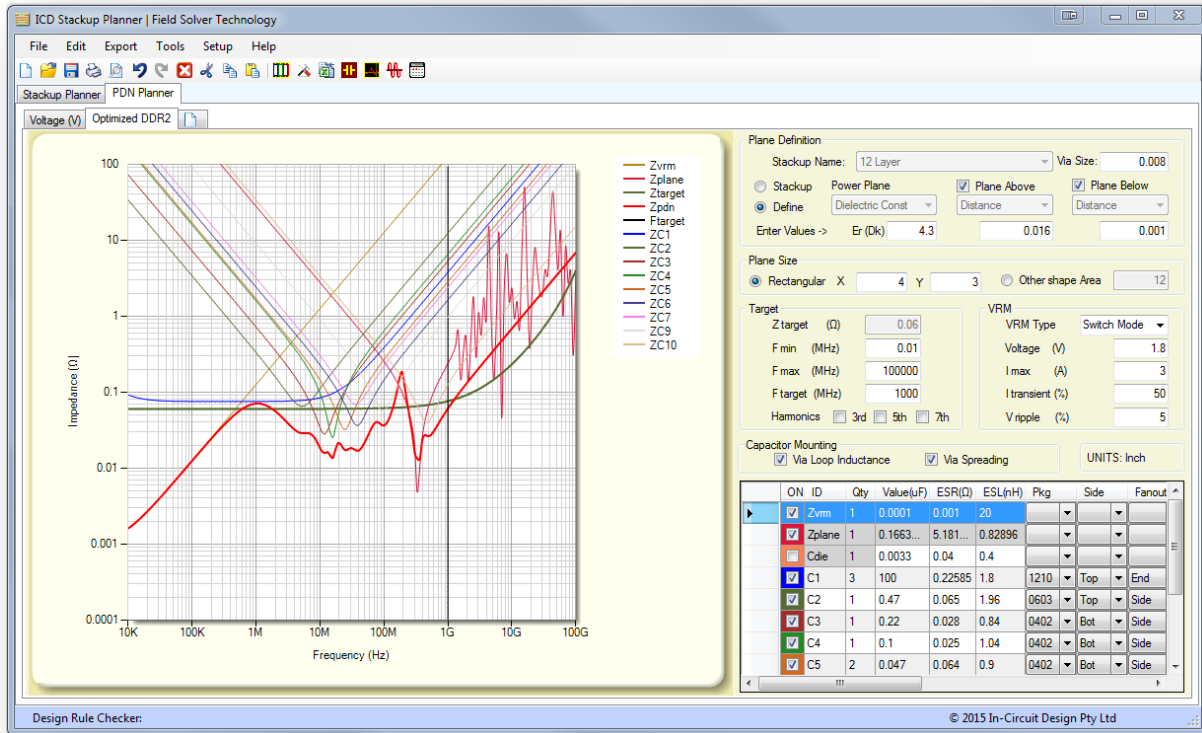 ICD Stackup Planner | Field Solver Technology
File Edit Export Tools Setup Help
Stackup Planner PDN Planner
Voltage (V) Optimized DDR2
100
10
1
0.1
0.01
0.001
0.0001
Impedance (Ω)
10K 100K 1M 10M 100M 1G 10G 100G
Frequency (Hz)
Zvrm
Zplane
Ztarget
Zpdn
Ftarget
ZC1
ZC2
ZC3
ZC4
ZC5
ZC6
ZC7
ZC9
ZC10
Plane Definition
Stackup Name: 12 Layer Via Size: 0.008
Stackup Power Plane Plane Above Plane Below
Define Dielectric Const Distance Distance
Enter Values -> Er (Dk) 4.3 0.016 0.001
Plane Size
Rectangular X 4 Y 3 Other shape Area 12
Target
Z target (Ω) 0.06
F min (MHz) 0.01
F max (MHz) 100000
F target (MHz) 1000
Harmonics 3rd 5th 7th
VRM
VRM Type Switch Mode
Voltage (V) 1.8
I max (A) 3
I transient (%) 50
V ripple (%) 5
Capacitor Mounting
Via Loop Inductance Via Spreading
UNITS: Inch
ON ID Qty Value(uF) ESR(Ω) ESL(nH) Pkg Side Fanout
Zvrm 1 0.0001 0.001 20
Zplane 1 0.1663... 5.181... 0.82896
Cdie 1 0.0033 0.04 0.4
C1 3 100 0.22585 1.8 1210 Top End
C2 1 0.47 0.065 1.96 0603 Top Side
C3 1 0.22 0.028 0.84 0402 Bot Side
C4 1 0.1 0.025 1.04 0402 Bot Side
C5 2 0.047 0.064 0.9 0402 Bot Side
Design Rule Checker:
© 2015 In-Circuit Design Pty Ltd